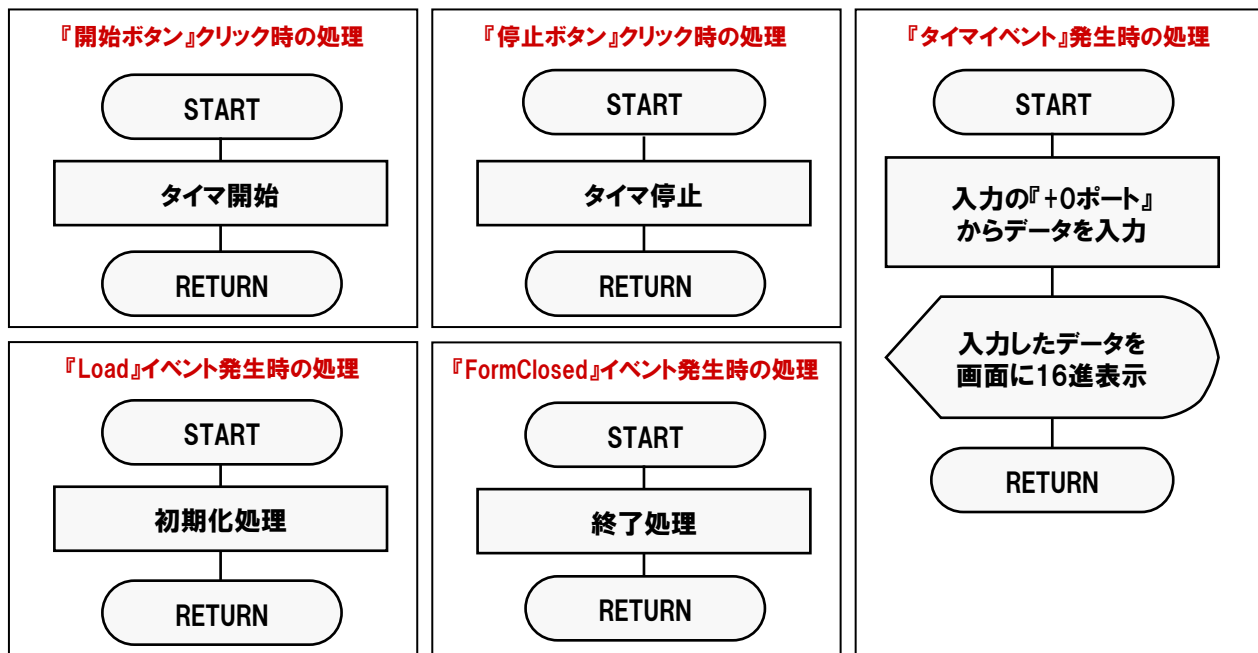 『開始ボタン』クリック時の処理
START
タイマ開始
RETURN
『停止ボタン』クリック時の処理
START
タイマ停止
RETURN
『タイマイベント』発生時の処理
START
入力の『+0ポート』
からデータを入力
入力したデータを
画面に16進表示
RETURN
『Load』イベント発生時の処理
START
初期化処理
RETURN
『FormClosed』イベント発生時の処理
START
終了処理
RETURN